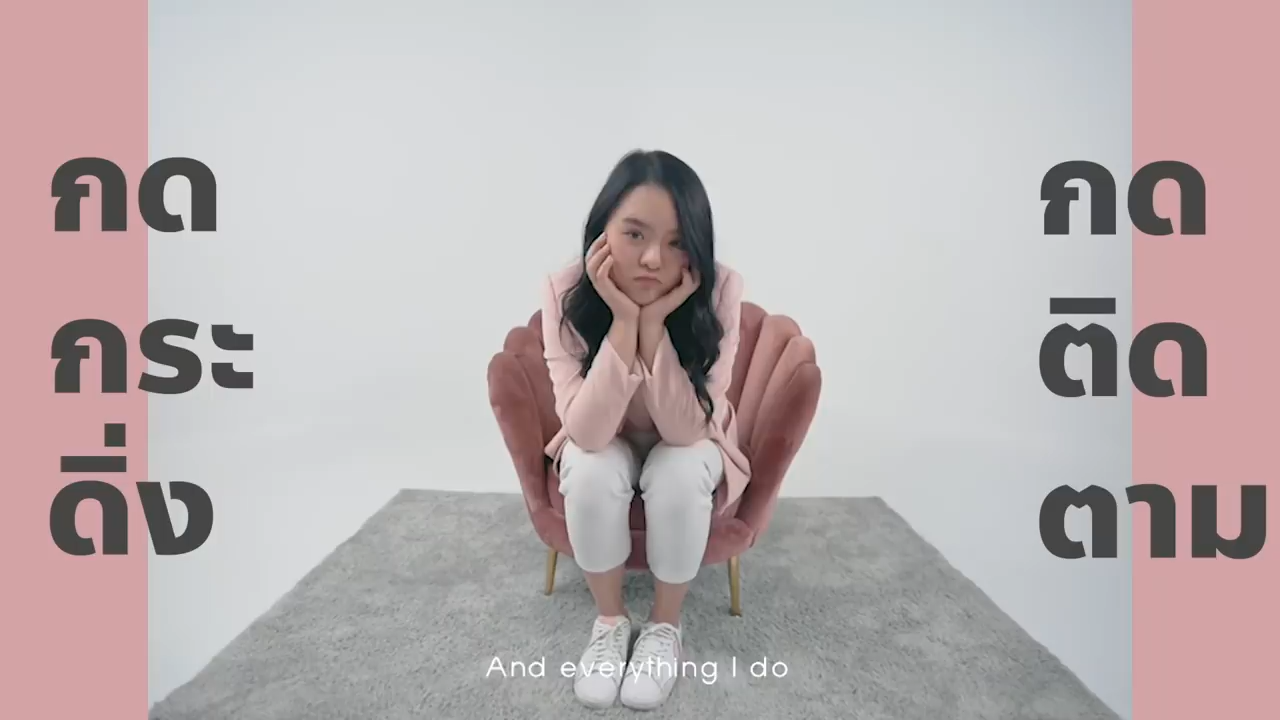 กด
กระ
ดิ่ง
กด
ติด
ตาม
And everything I do